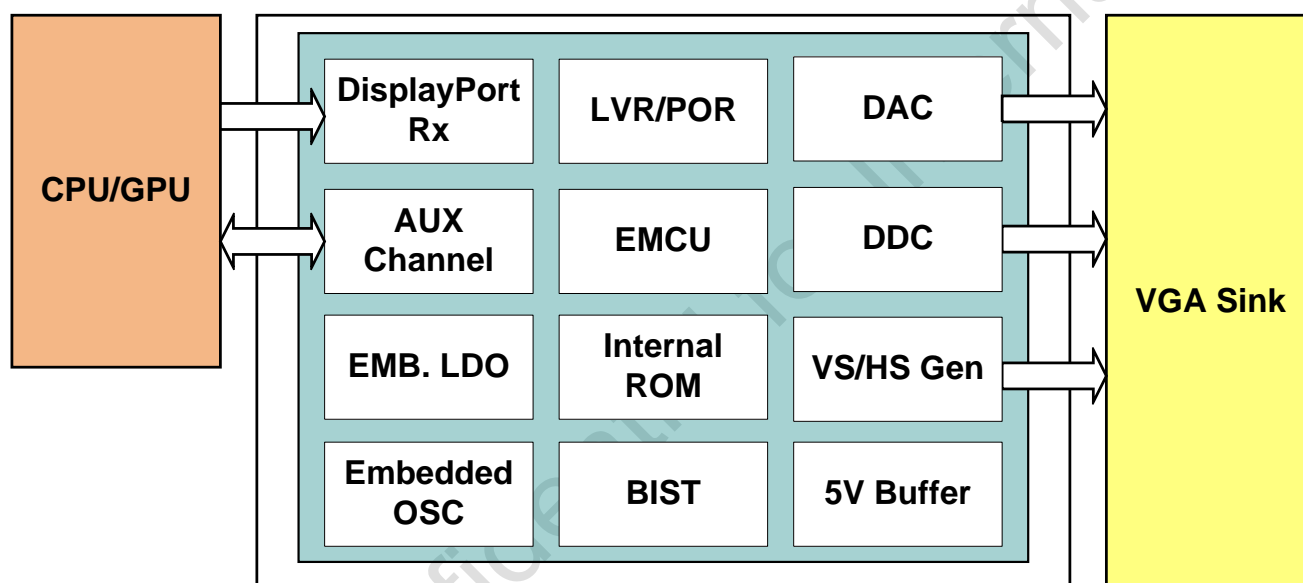 CPU/GPU
DisplayPort
Rx
LVR/POR
DAC
AUX
Channel
EMCU
DDC
EMB. LDO
Internal
ROM
VS/HS Gen
Embedded
OSC
BIST
5V Buffer
VGA Sink